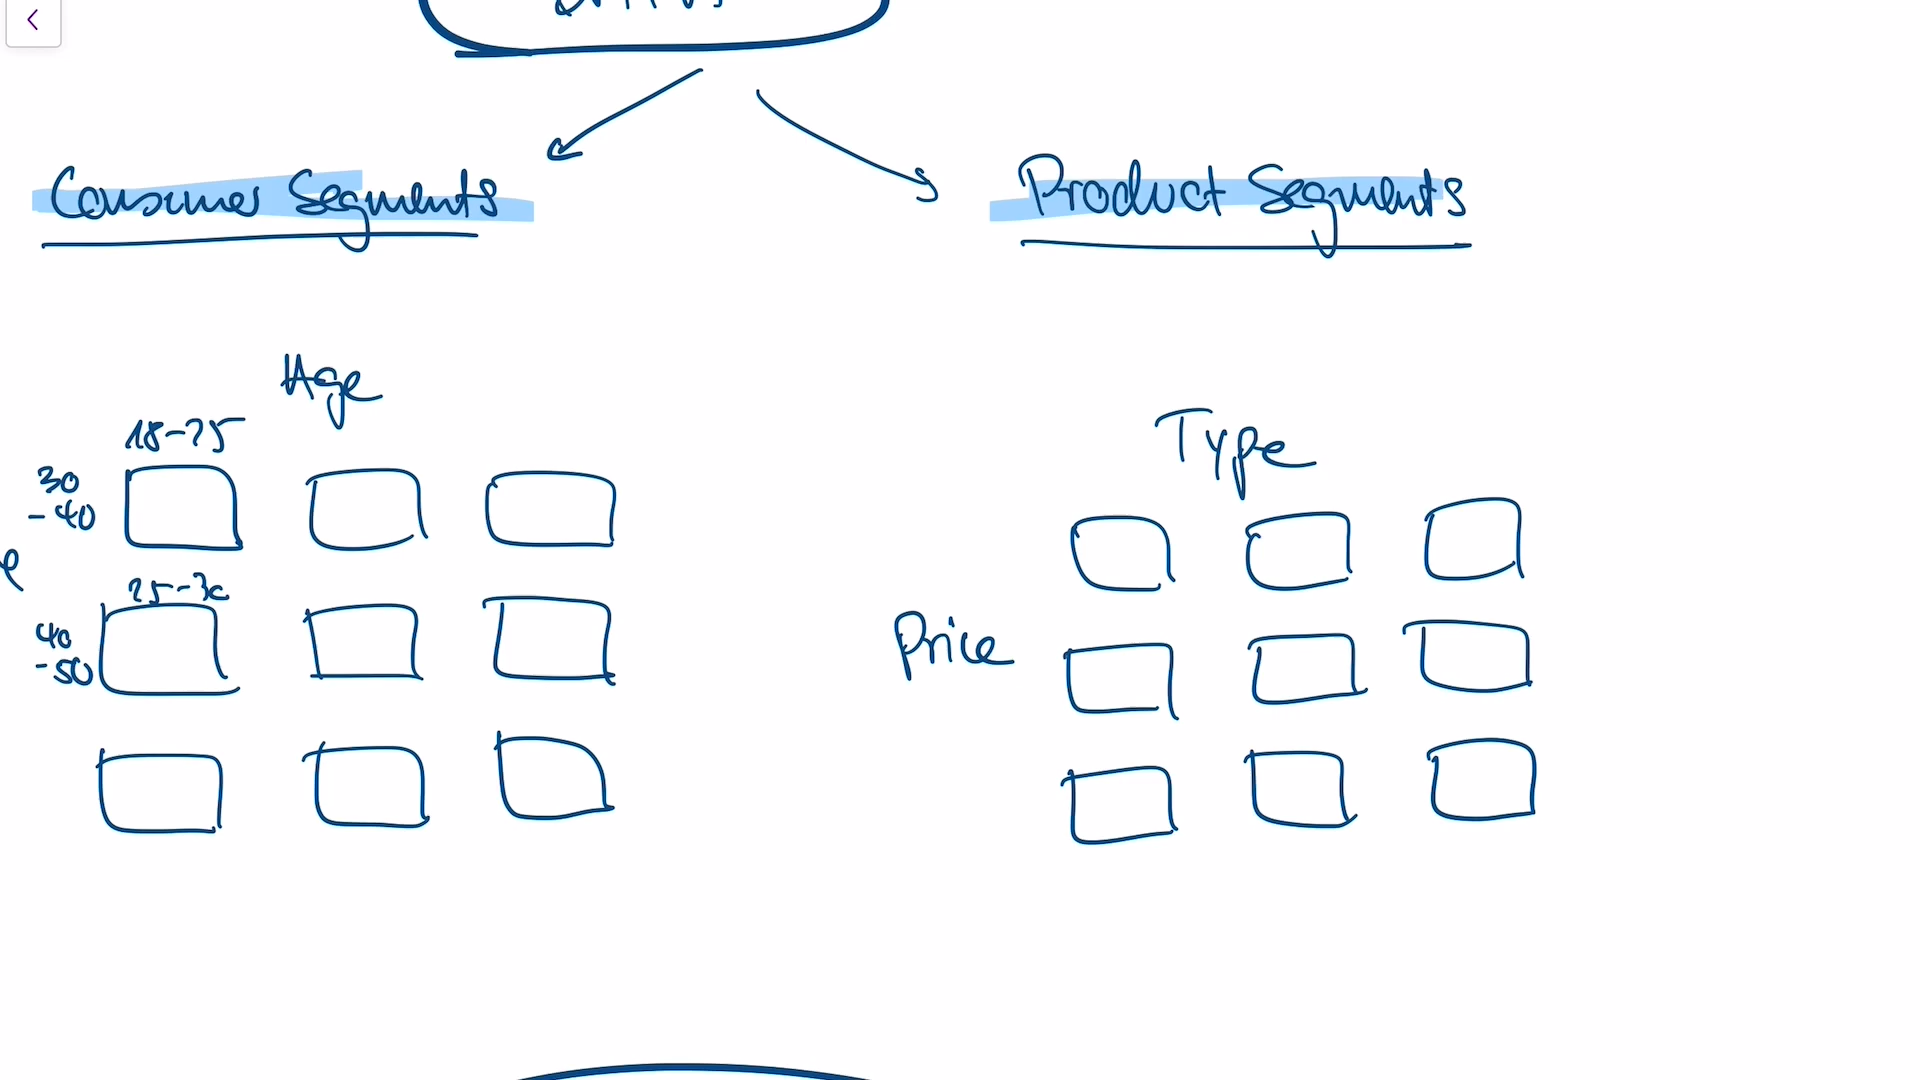 Consumer Segments
Product Segments
Age
18-25
30
-40
25-30
40
-50
Type
Price